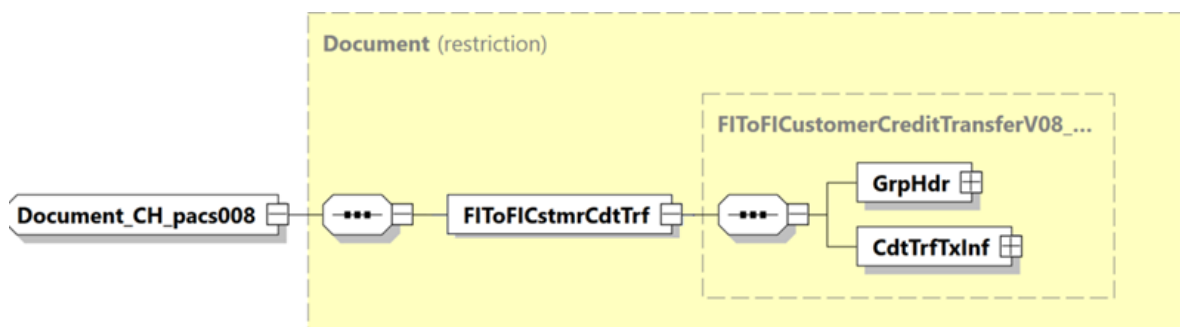 Document (restriction)
FIToFICustomerCreditTransferV08_...
GrpHdr
Document_CH_pacs008
FIToFICstmrCdtTrf
CdtTrfTxInf